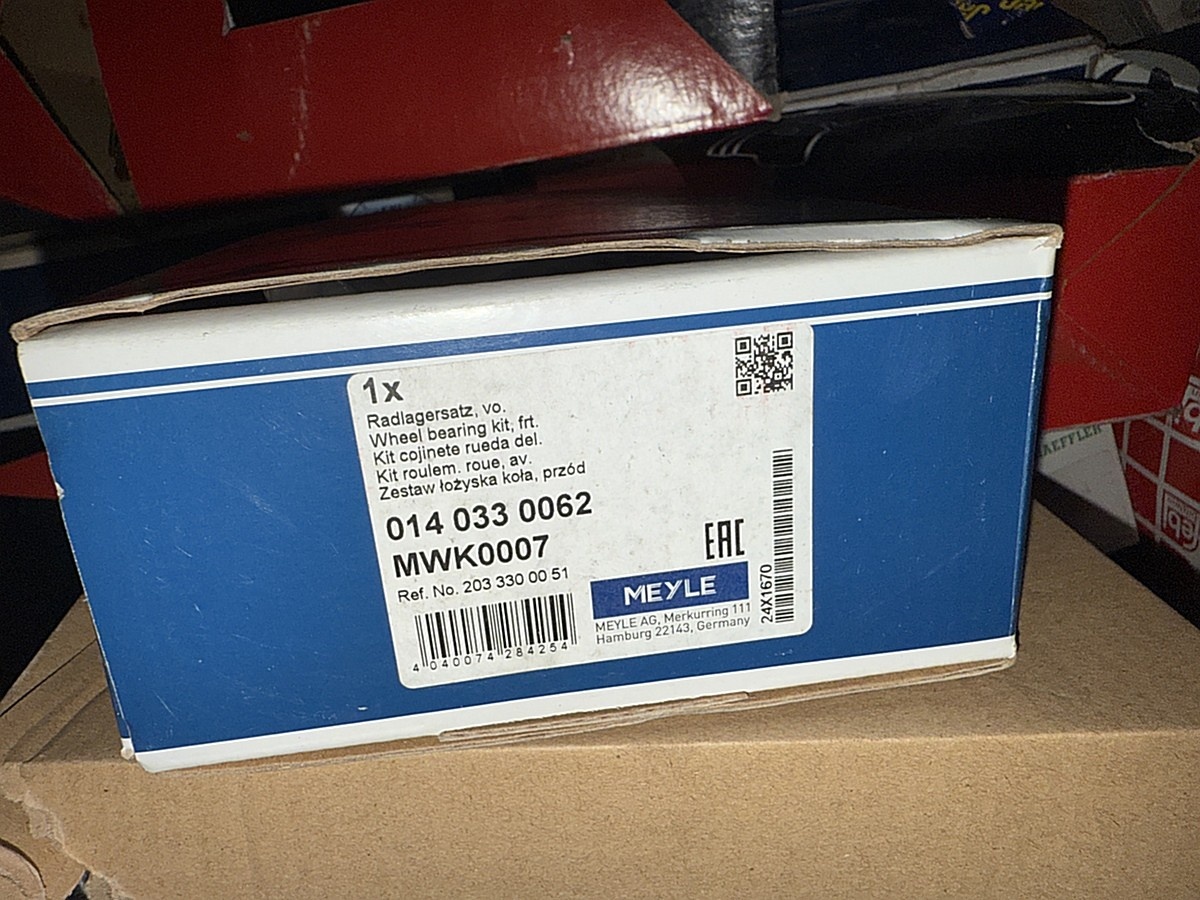 1x
Radlagersatz, vo.
Wheel bearing kit, frt.
Kit cojinete rueda del.
Kit roulem. roue, av.
Zestaw łożyska koła, przód
014 033 0062
MWK0007
Ref. No. 203 330 00 51
4 040074 284254
EAC
MEYLE
MEYLE AG, Merkurring 111
Hamburg 22143, Germany
24X1670
AEFFLER
ebi